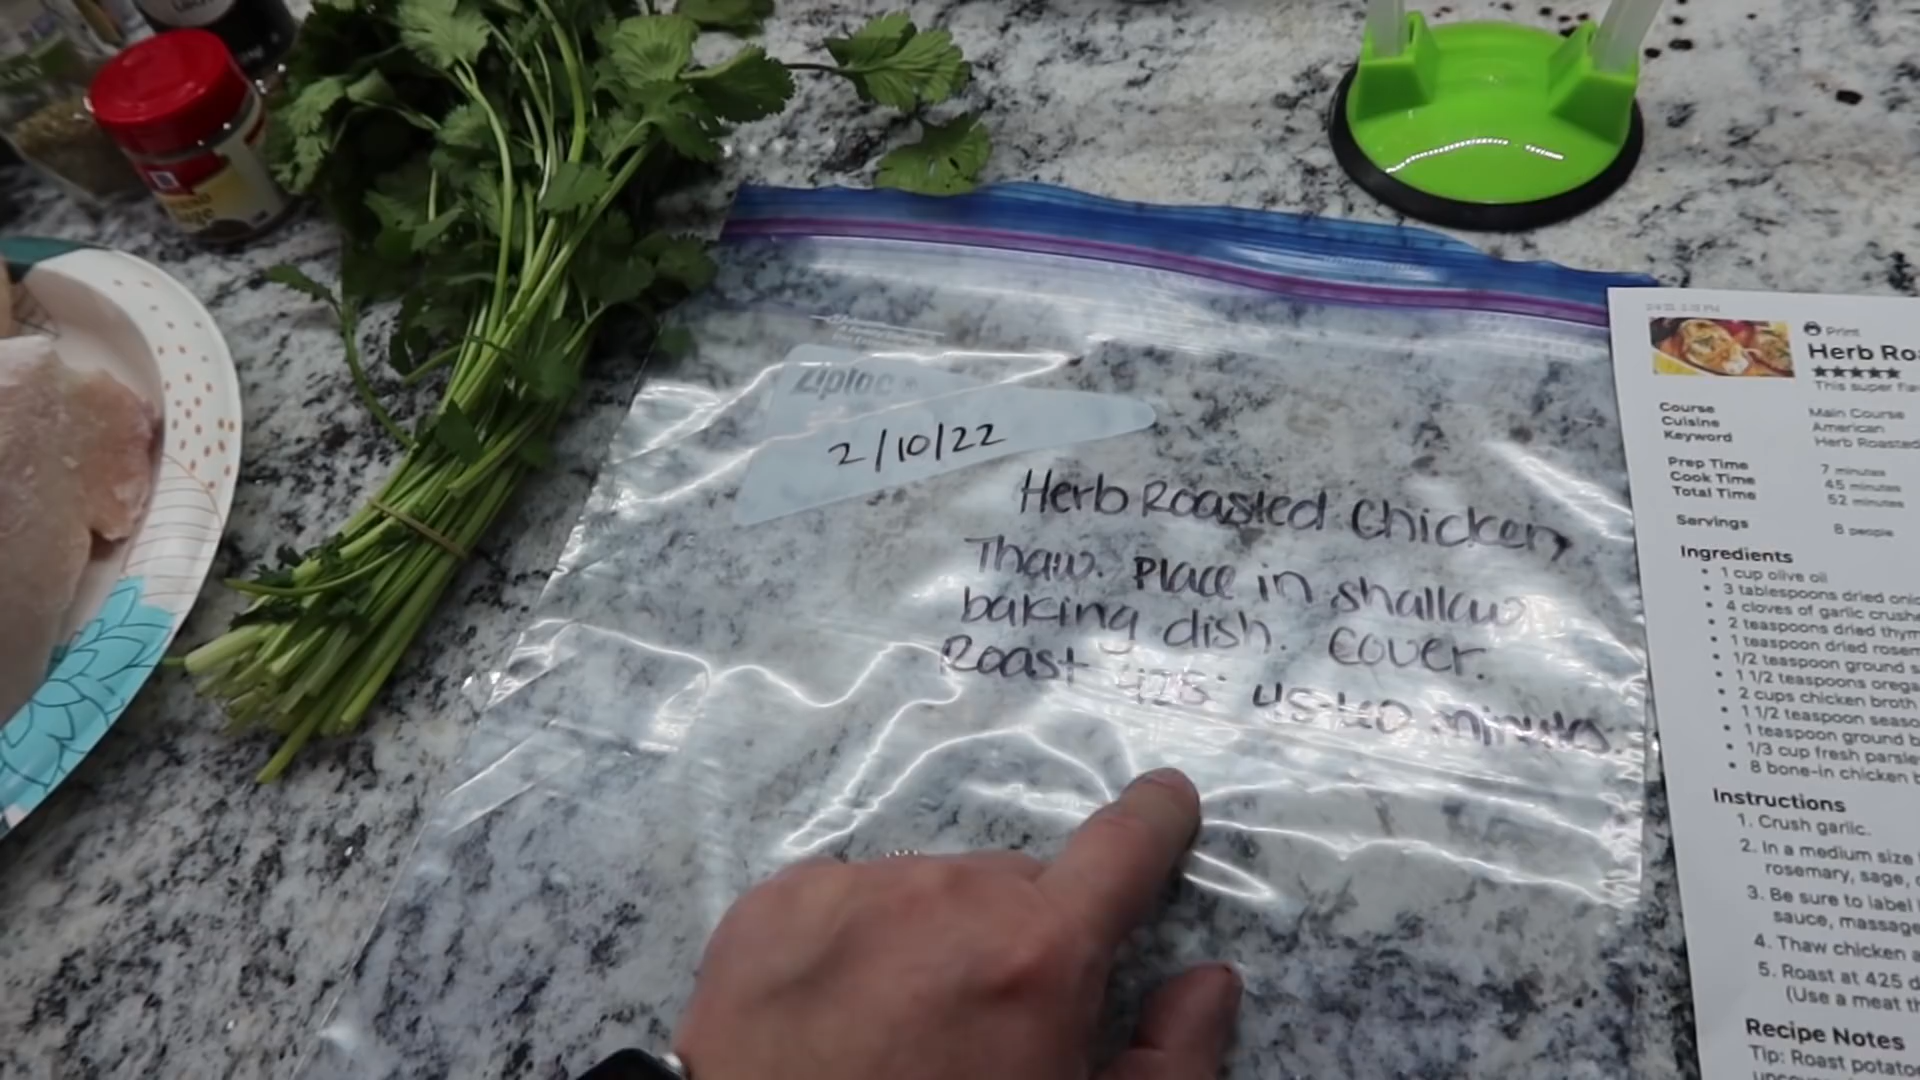 Ziploc
2/10/22
Herb Roasted Chicken
Thaw. Place in shallow
baking dish. Cover.
Roast 425° 45-60 minutes.
Print
Herb Ro
★★★★★
This super fla
Course Main Course
Cuisine American
Keyword Herb Roasted
Prep Time 7 minutes
Cook Time 45 minutes
Total Time 52 minutes
Servings 8 people
Ingredients
• 1 cup olive oil
• 3 tablespoons dried onio
• 4 cloves of garlic crushe
• 2 teaspoons dried thym
• 1 teaspoon dried rosem
• 1/2 teaspoon ground s
• 1 1/2 teaspoons orega
• 2 cups chicken broth
• 1 1/2 teaspoon seaso
• 1 teaspoon ground b
• 1/3 cup fresh parsle
• 8 bone-in chicken b
Instructions
1. Crush garlic.
2. In a medium size
rosemary, sage,
3. Be sure to label
sauce, massage
4. Thaw chicken a
5. Roast at 425 d
(Use a meat th
Recipe Notes
Tip: Roast potato